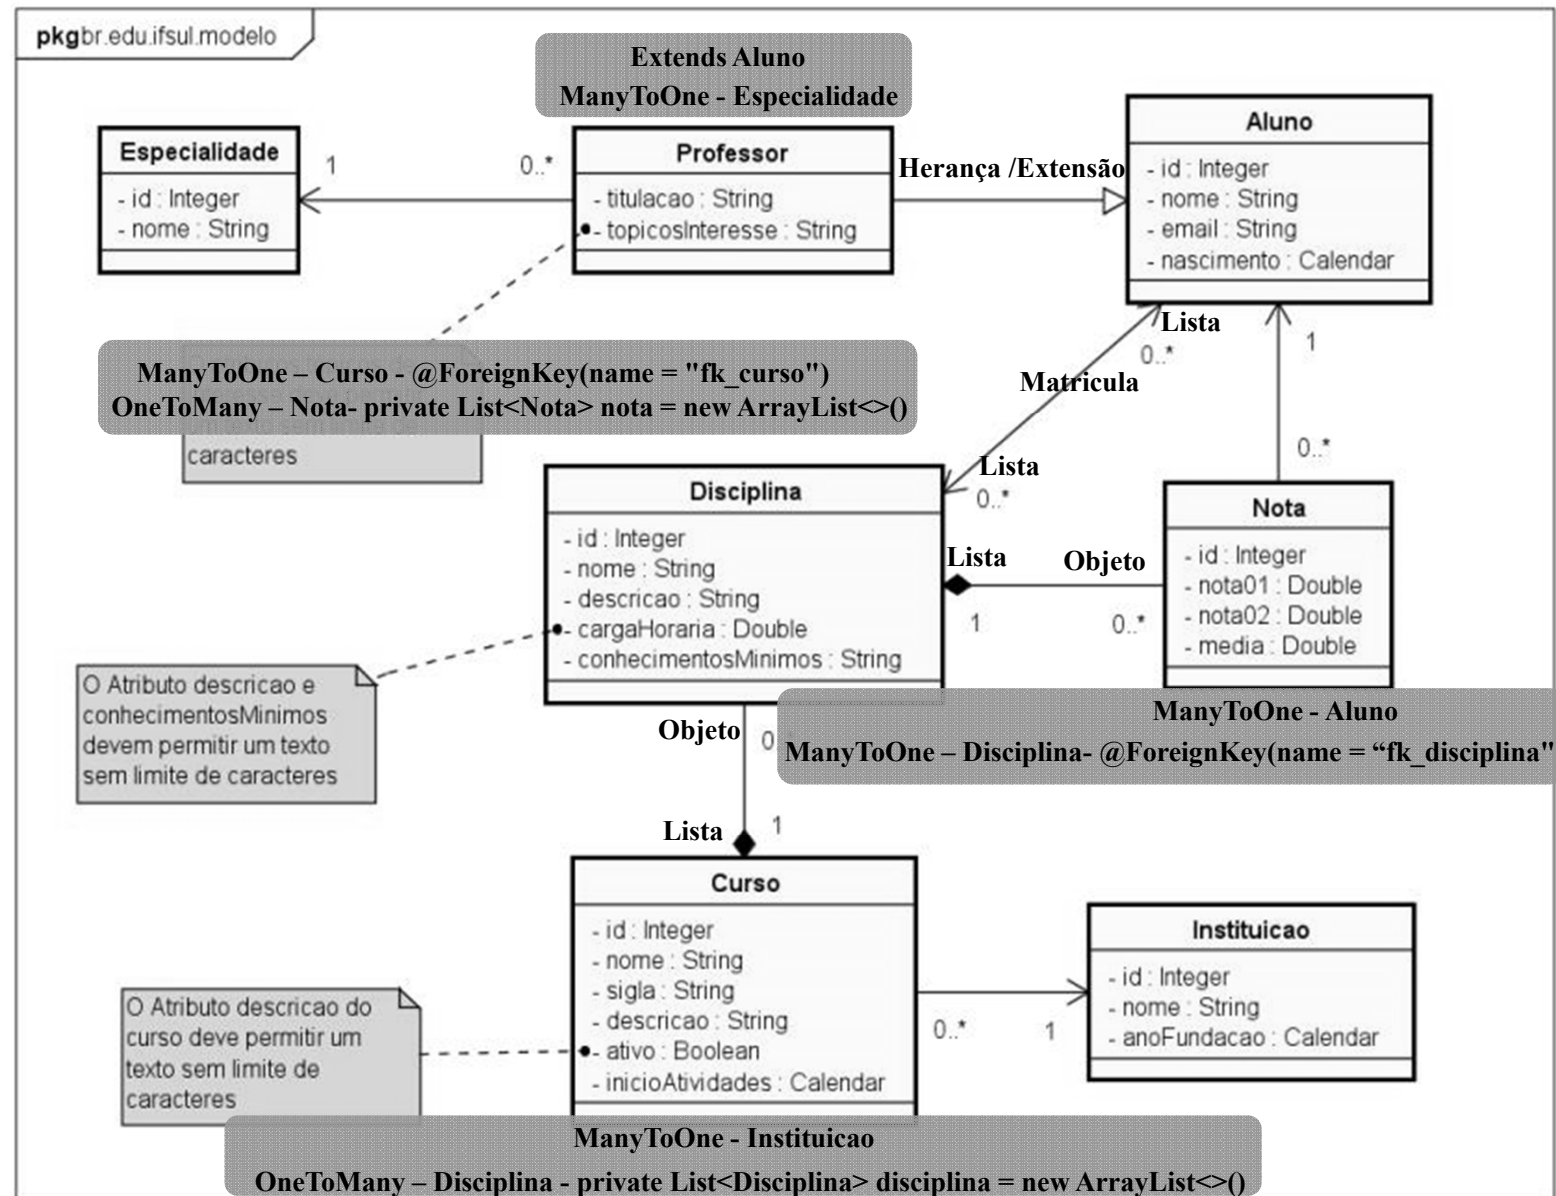 pkgbr.edu.ifsul.modelo
Extends Aluno
ManyToOne - Especialidade
Especialidade
- id : Integer
- nome : String
1
0..*
Professor
- titulacao : String
- topicosInteresse : String
Herança /Extensão
Aluno
- id : Integer
- nome : String
- email : String
- nascimento : Calendar
Lista
0..*
1
Matricula
ManyToOne – Curso - @ForeignKey(name = "fk_curso")
OneToMany – Nota- private List<Nota> nota = new ArrayList<>()
um texto sem limite de
caracteres
Lista
0..*
0..*
Disciplina
- id : Integer
- nome : String
- descricao : String
- cargaHoraria : Double
- conhecimentosMinimos : String
Lista
Objeto
1
0..*
Nota
- id : Integer
- nota01 : Double
- nota02 : Double
- media : Double
O Atributo descricao e
conhecimentosMinimos
devem permitir um texto
sem limite de caracteres
ManyToOne - Aluno
ManyToOne – Disciplina- @ForeignKey(name = “fk_disciplina"
Objeto
0
Lista
1
Curso
- id : Integer
- nome : String
- sigla : String
- descricao : String
- ativo : Boolean
- inicioAtividades : Calendar
0..*
1
Instituicao
- id : Integer
- nome : String
- anoFundacao : Calendar
O Atributo descricao do
curso deve permitir um
texto sem limite de
caracteres
ManyToOne - Instituicao
OneToMany – Disciplina - private List<Disciplina> disciplina = new ArrayList<>()